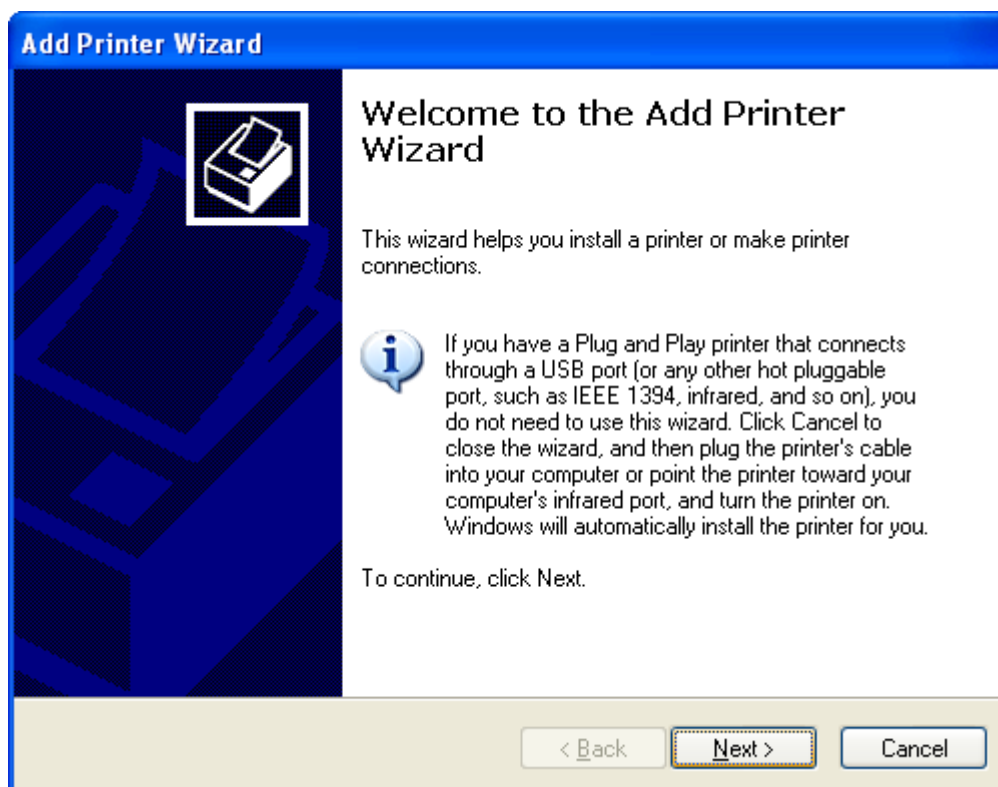 Add Printer Wizard
Welcome to the Add Printer
Wizard
This wizard helps you install a printer or make printer
connections.
If you have a Plug and Play printer that connects
through a USB port (or any other hot pluggable
port, such as IEEE 1394, infrared, and so on), you
do not need to use this wizard. Click Cancel to
close the wizard, and then plug the printer's cable
into your computer or point the printer toward your
computer's infrared port, and turn the printer on.
Windows will automatically install the printer for you.
To continue, click Next.
< Back Next > Cancel